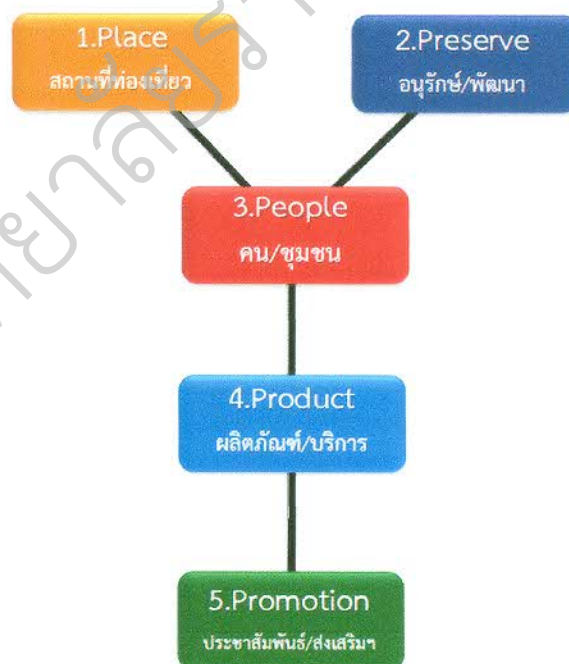 1.Place
สถานที่ท่องเที่ยว
2.Preserve
อนุรักษ์/พัฒนา
3.People
คน/ชุมชน
4.Product
ผลิตภัณฑ์/บริการ
5.Promotion
ประชาสัมพันธ์/ส่งเสริมฯ